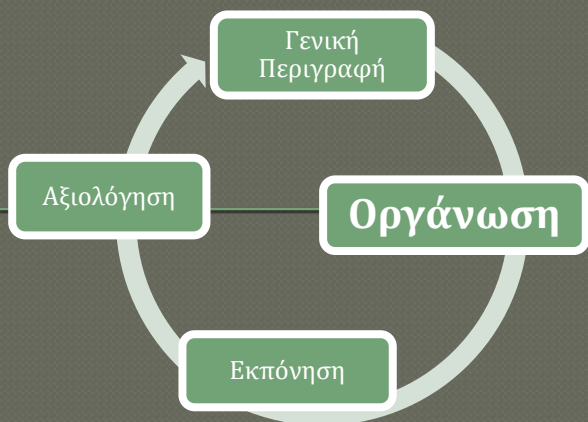 Γενική
Περιγραφή
Αξιολόγηση
Οργάνωση
Εκπόνηση